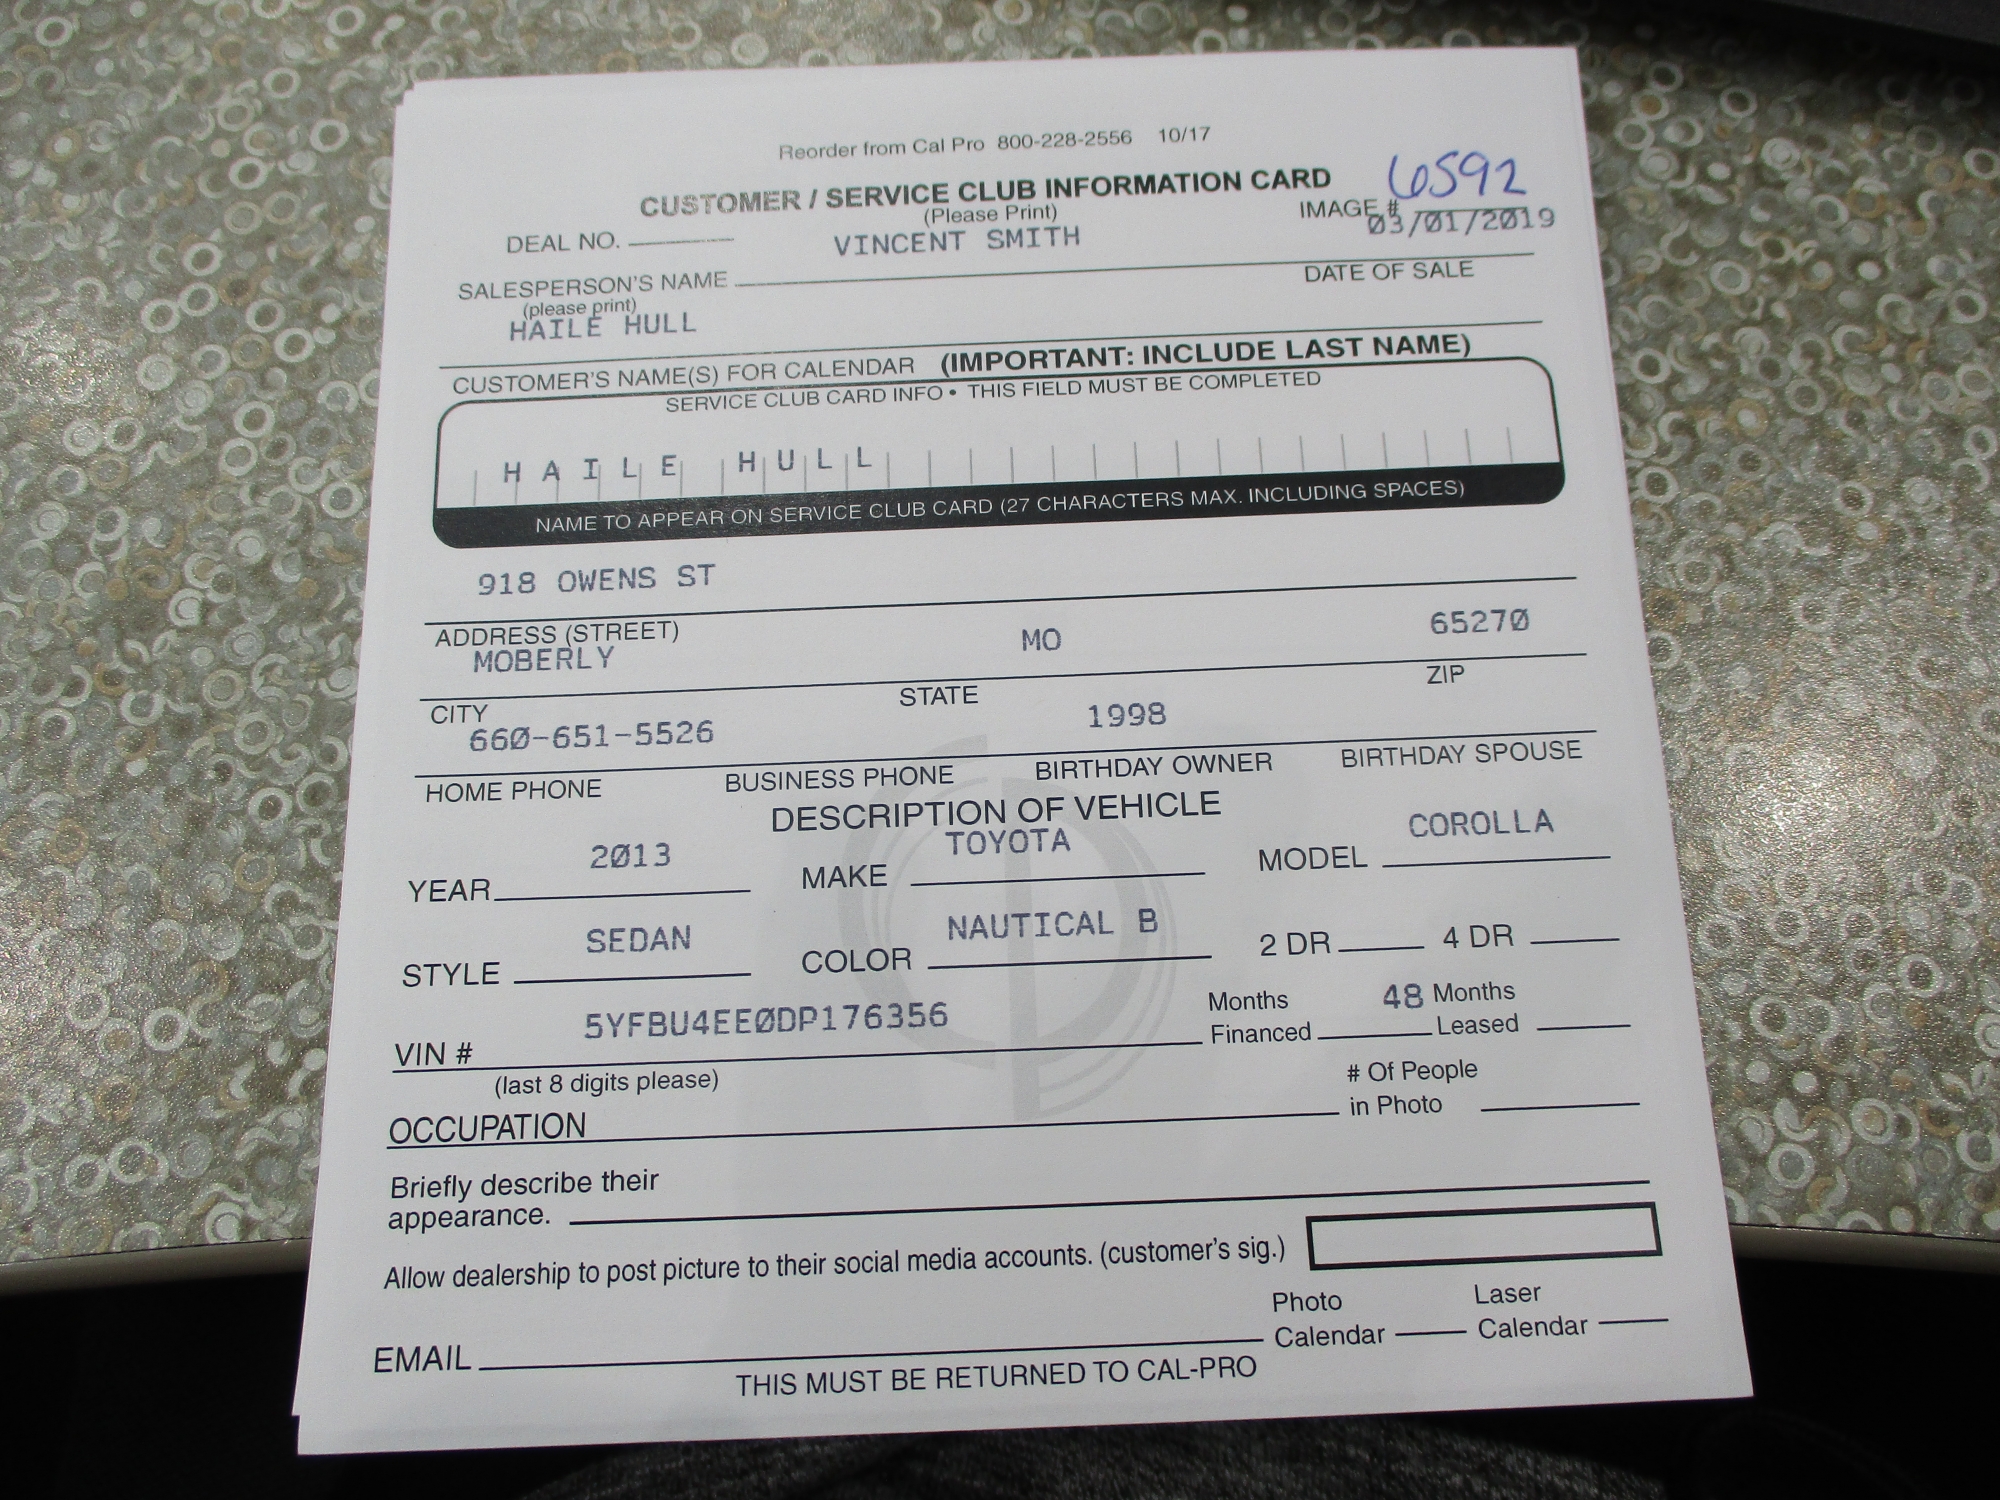 Reorder from Cal Pro 800-228-2556 10/17
6592
CUSTOMER / SERVICE CLUB INFORMATION CARD
(Please Print)
IMAGE #
DEAL NO.
VINCENT SMITH
03/01/2019
SALESPERSON'S NAME
DATE OF SALE
(please print)
HAILE HULL
CUSTOMER'S NAME(S) FOR CALENDAR (IMPORTANT: INCLUDE LAST NAME)
SERVICE CLUB CARD INFO • THIS FIELD MUST BE COMPLETED
HAILE HULL
NAME TO APPEAR ON SERVICE CLUB CARD (27 CHARACTERS MAX. INCLUDING SPACES)
918 OWENS ST
ADDRESS (STREET)
MOBERLY MO 65270
CITY STATE ZIP
660-651-5526 1998
HOME PHONE BUSINESS PHONE BIRTHDAY OWNER BIRTHDAY SPOUSE
DESCRIPTION OF VEHICLE
YEAR 2013 MAKE TOYOTA MODEL COROLLA
STYLE SEDAN COLOR NAUTICAL B 2 DR 4 DR
VIN # 5YFBU4EE0DP176356 Months Financed 48 Months Leased
(last 8 digits please)
# Of People
OCCUPATION in Photo
Briefly describe their
appearance.
Allow dealership to post picture to their social media accounts. (customer's sig.)
Photo Laser
EMAIL Calendar Calendar
THIS MUST BE RETURNED TO CAL-PRO